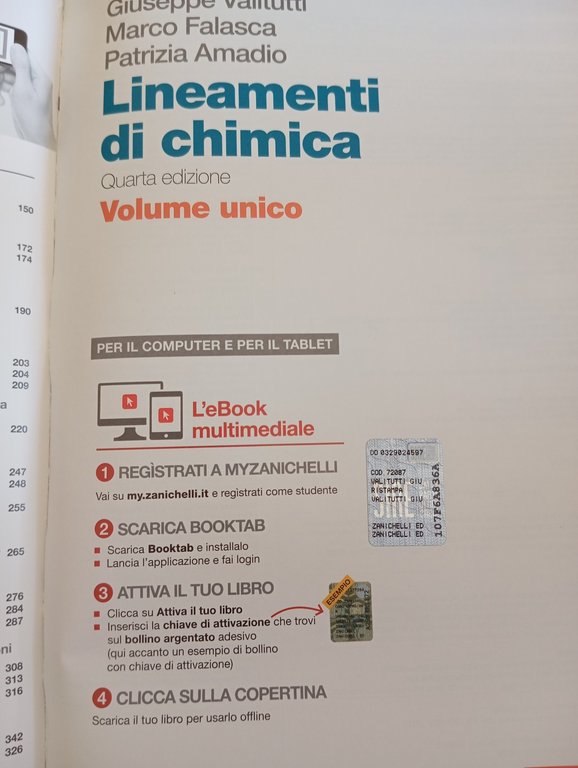 Giuseppe Valitutti
Marco Falasca
Patrizia Amadio
Lineamenti
di chimica
Quarta edizione
Volume unico
PER IL COMPUTER E PER IL TABLET
L'eBook
multimediale
1 REGISTRATI A MYZANICHELLI
Vai su my.zanichelli.it e registrati come studente
2 SCARICA BOOKTAB
Scarica Booktab e installalo
Lancia l'applicazione e fai login
3 ATTIVA IL TUO LIBRO
Clicca su Attiva il tuo libro
Inserisci la chiave di attivazione che trovi
sul bollino argentato adesivo
(qui accanto un esempio di bollino
con chiave di attivazione)
ESEMPIO
4 CLICCA SULLA COPERTINA
Scarica il tuo libro per usarlo offline
DD 0329024597
COD 72087
VALITUTTI GIU
RISTAMPA
VALITUTTI GIU
ZANICHELLI ED
ZANICHELLI ED
1D7F6A836A
150
172
174
190
203
204
209
a
220
247
248
255
265
276
284
287
ni
308
313
316
342
326